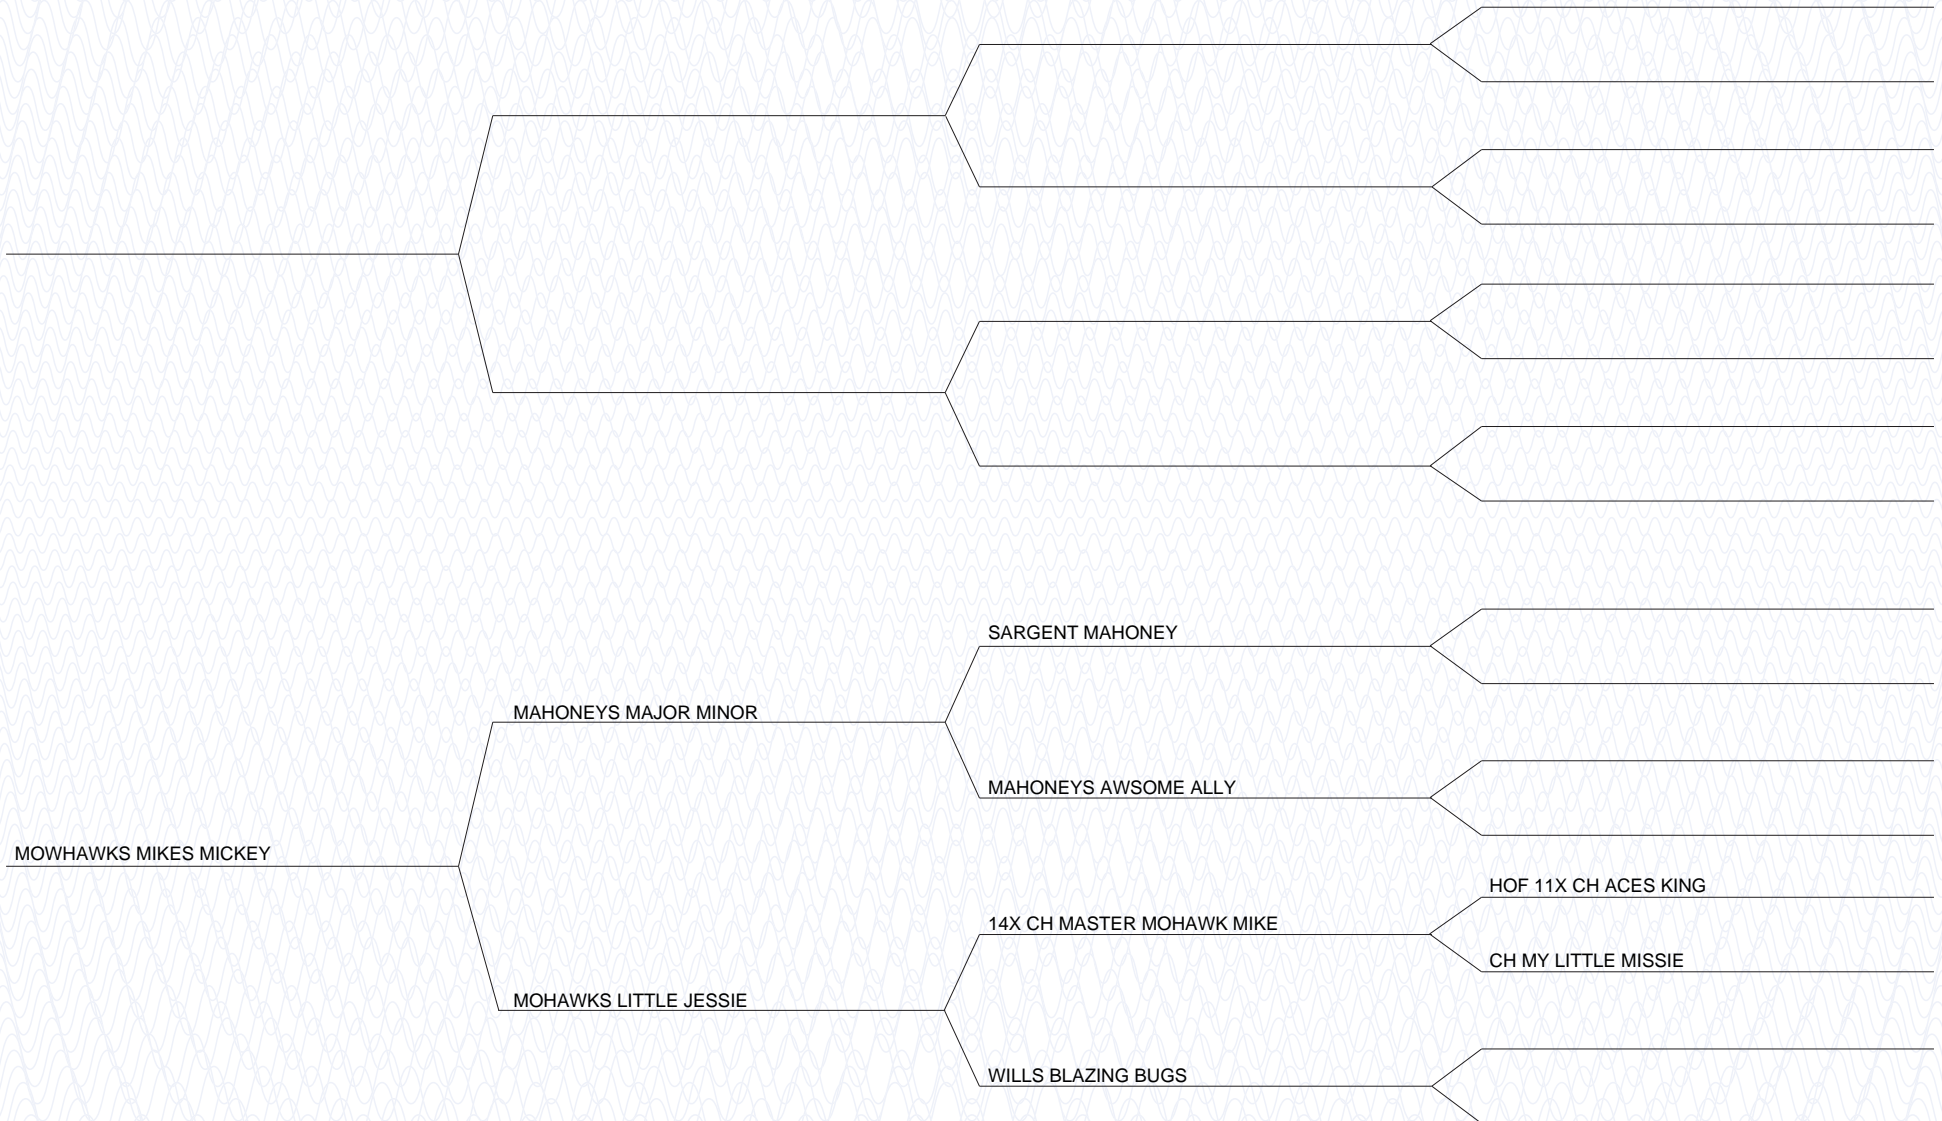 SARGENT MAHONEY
MAHONEYS MAJOR MINOR
MAHONEYS AWSOME ALLY
MOWHAWKS MIKES MICKEY
HOF 11X CH ACES KING
14X CH MASTER MOHAWK MIKE
CH MY LITTLE MISSIE
MOHAWKS LITTLE JESSIE
WILLS BLAZING BUGS